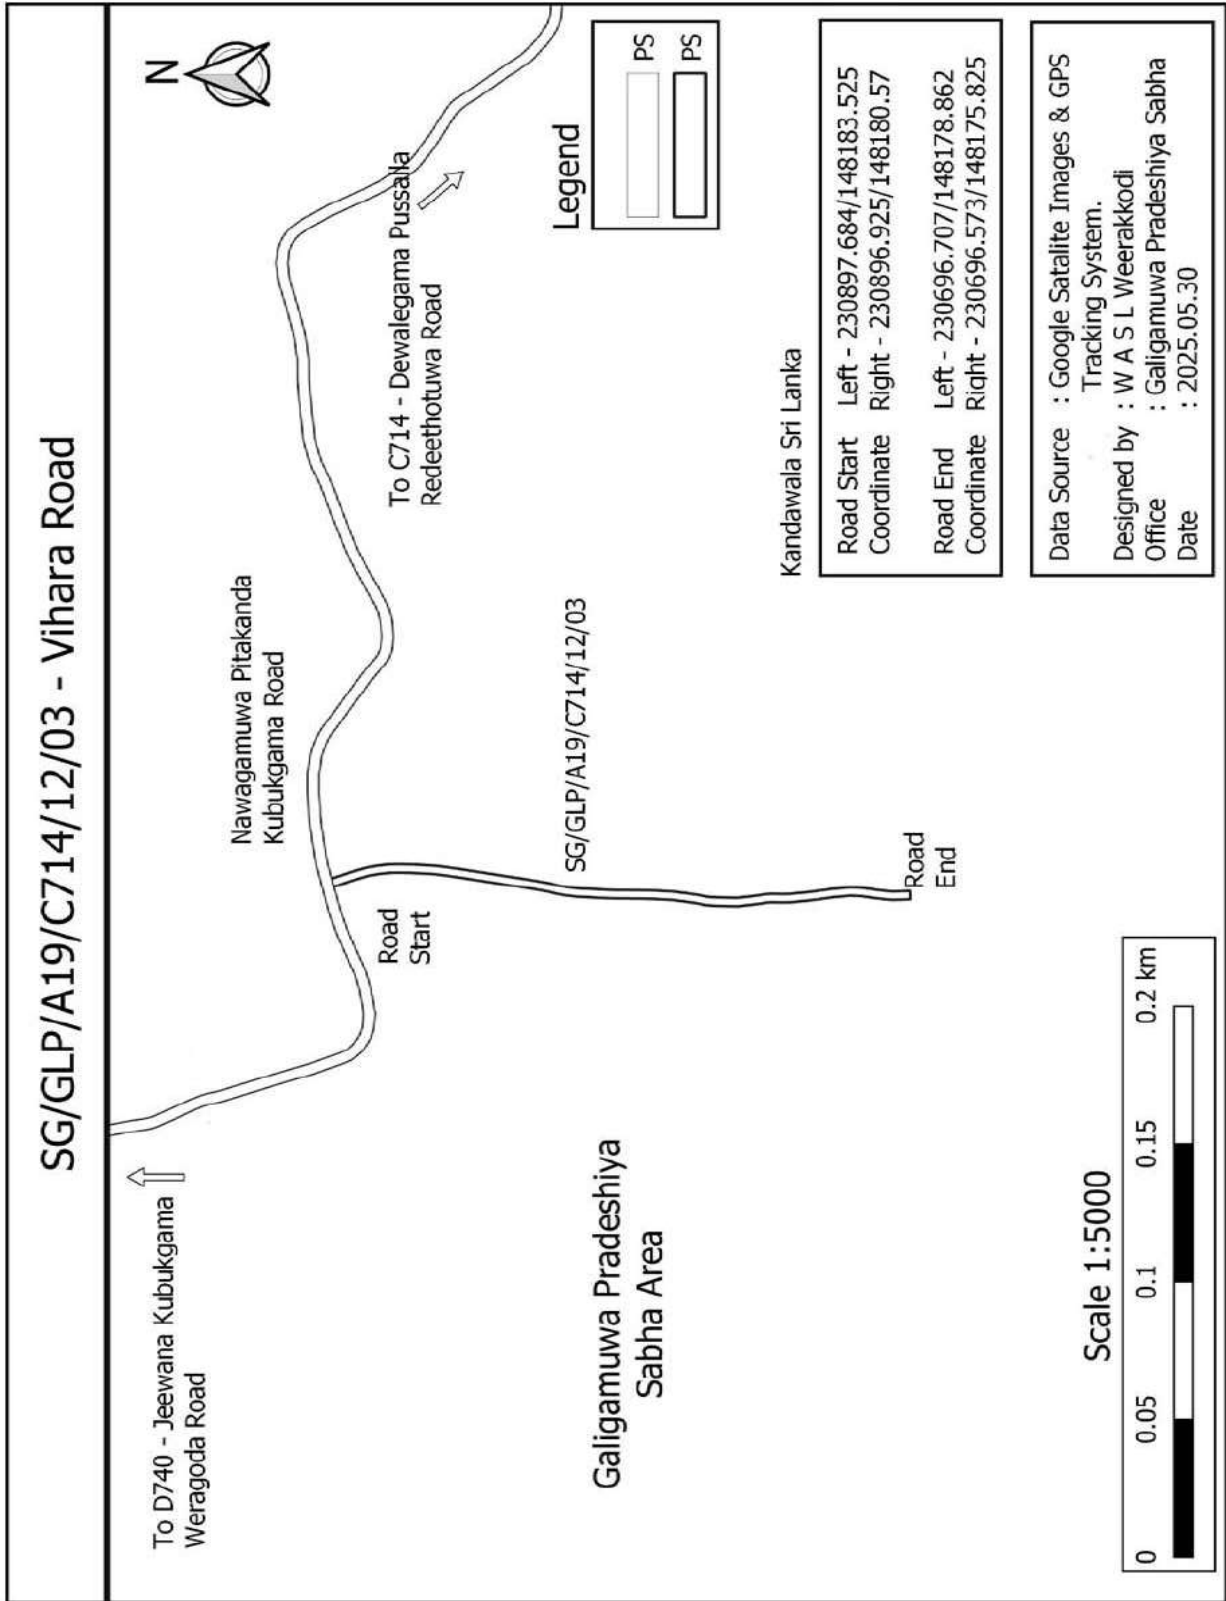 SG/GLP/A19/C714/12/03 - Vihara Road
N
To D740 - Jeewana Kubukgama
Weragoda Road
Nawagamuwa Pitakanda
Kubukgama Road
To C714 - Dewalegama Pussalla
Redeethotuwa Road
Road
Start
SG/GLP/A19/C714/12/03
Road
End
Galigamuwa Pradeshiya
Sabha Area
Legend
PS
PS
Kandawala Sri Lanka
Road Start Left - 230897.684/148183.525
Coordinate Right - 230896.925/148180.57
Road End Left - 230696.707/148178.862
Coordinate Right - 230696.573/148175.825
Data Source : Google Satalite Images & GPS
Tracking System.
Designed by : W A S L Weerakkodi
Office : Galigamuwa Pradeshiya Sabha
Date : 2025.05.30
Scale 1:5000
0 0.05 0.1 0.15 0.2 km